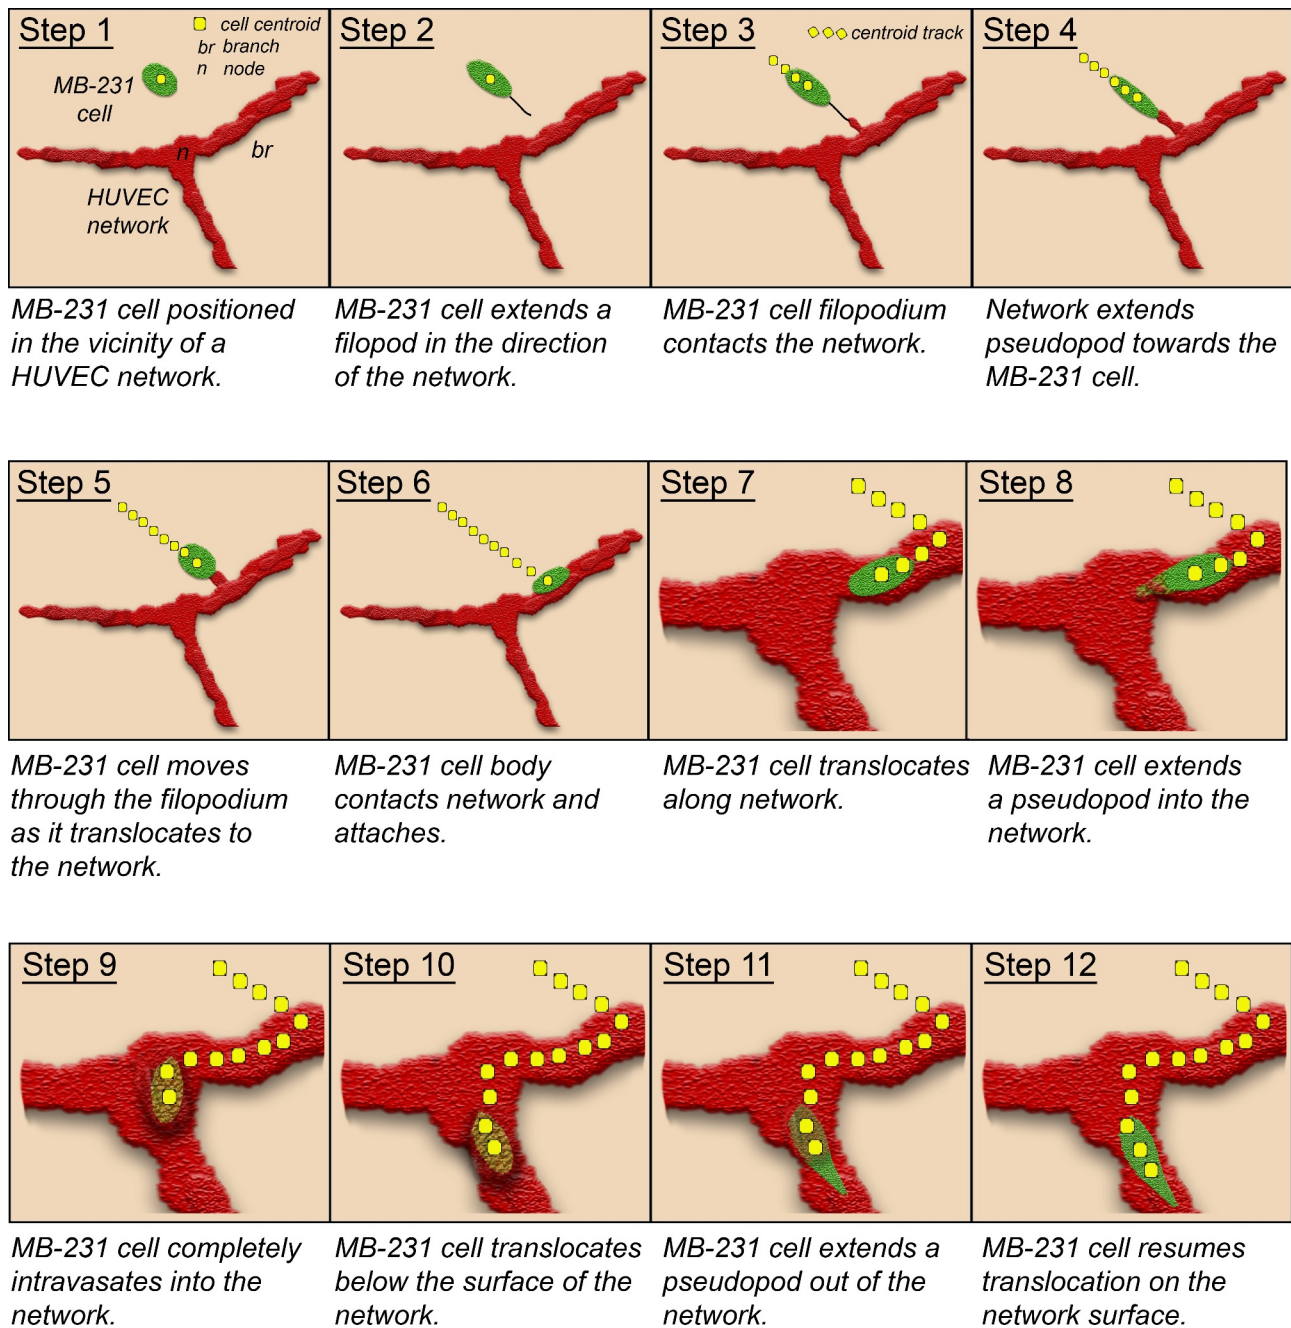 Step 1
cell centroid
br branch
n node
MB-231
cell
n
br
HUVEC
network
MB-231 cell positioned
in the vicinity of a
HUVEC network.
Step 2
MB-231 cell extends a
filopod in the direction
of the network.
Step 3
centroid track
MB-231 cell filopodium
contacts the network.
Step 4
Network extends
pseudopod towards the
MB-231 cell.
Step 5
MB-231 cell moves
through the filopodium
as it translocates to
the network.
Step 6
MB-231 cell body
contacts network and
attaches.
Step 7
MB-231 cell translocates
along network.
Step 8
MB-231 cell extends
a pseudopod into the
network.
Step 9
MB-231 cell completely
intravasates into the
network.
Step 10
MB-231 cell translocates
below the surface of the
network.
Step 11
MB-231 cell extends a
pseudopod out of the
network.
Step 12
MB-231 cell resumes
translocation on the
network surface.